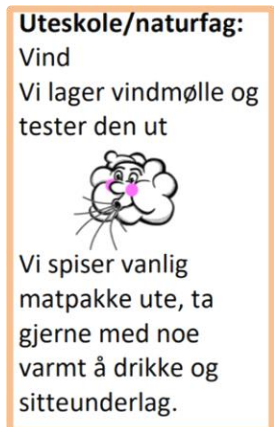 Uteskole/naturfag:
Vind
Vi lager vindmølle og
tester den ut
Vi spiser vanlig
matpakke ute, ta
gjerne med noe
varmt å drikke og
sitteunderlag.